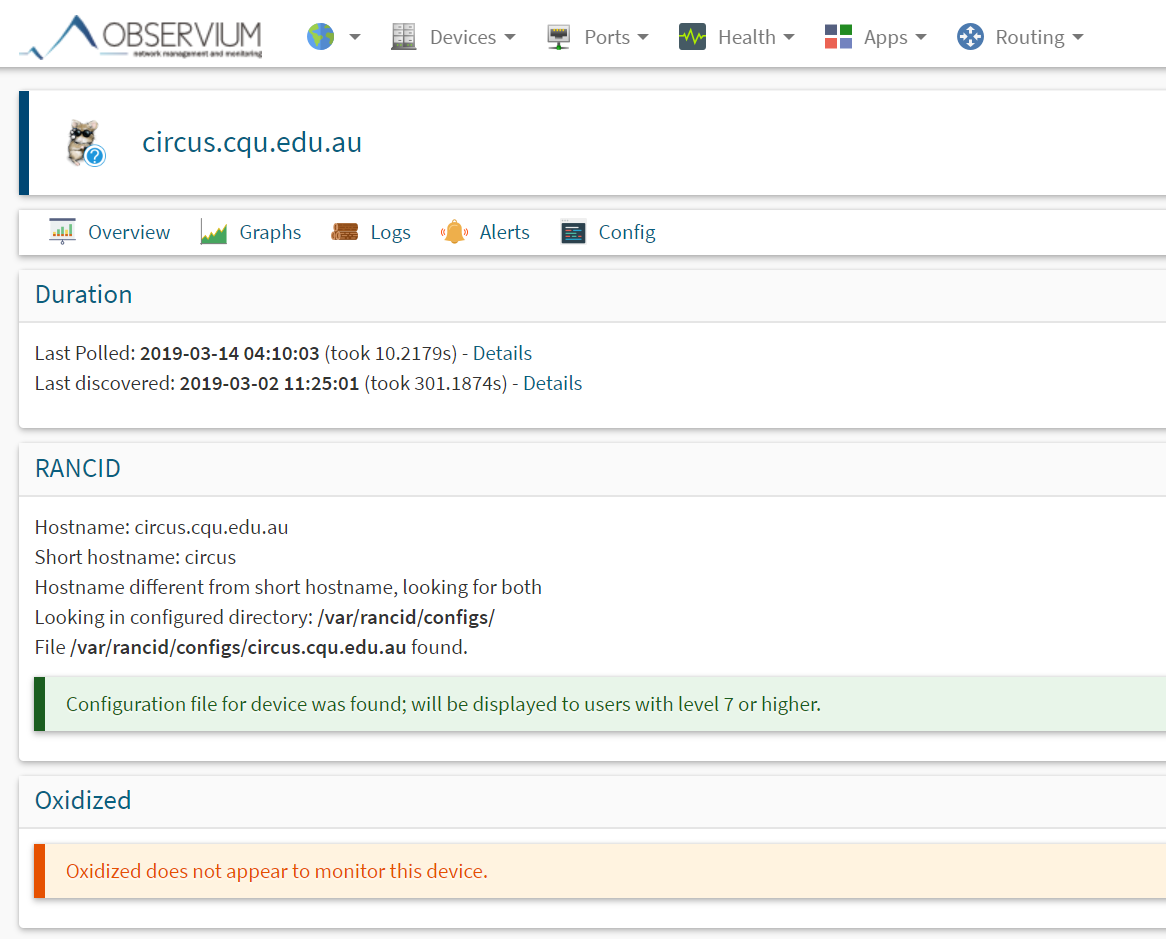 OBSERVIUM
network management and monitoring
Devices
Ports
Health
Apps
Routing
?
circus.cqu.edu.au
Overview
Graphs
Logs
Alerts
Config
Duration
Last Polled: 2019-03-14 04:10:03 (took 10.2179s) - Details
Last discovered: 2019-03-02 11:25:01 (took 301.1874s) - Details
RANCID
Hostname: circus.cqu.edu.au
Short hostname: circus
Hostname different from short hostname, looking for both
Looking in configured directory: /var/rancid/configs/
File /var/rancid/configs/circus.cqu.edu.au found.
Configuration file for device was found; will be displayed to users with level 7 or higher.
Oxidized
Oxidized does not appear to monitor this device.